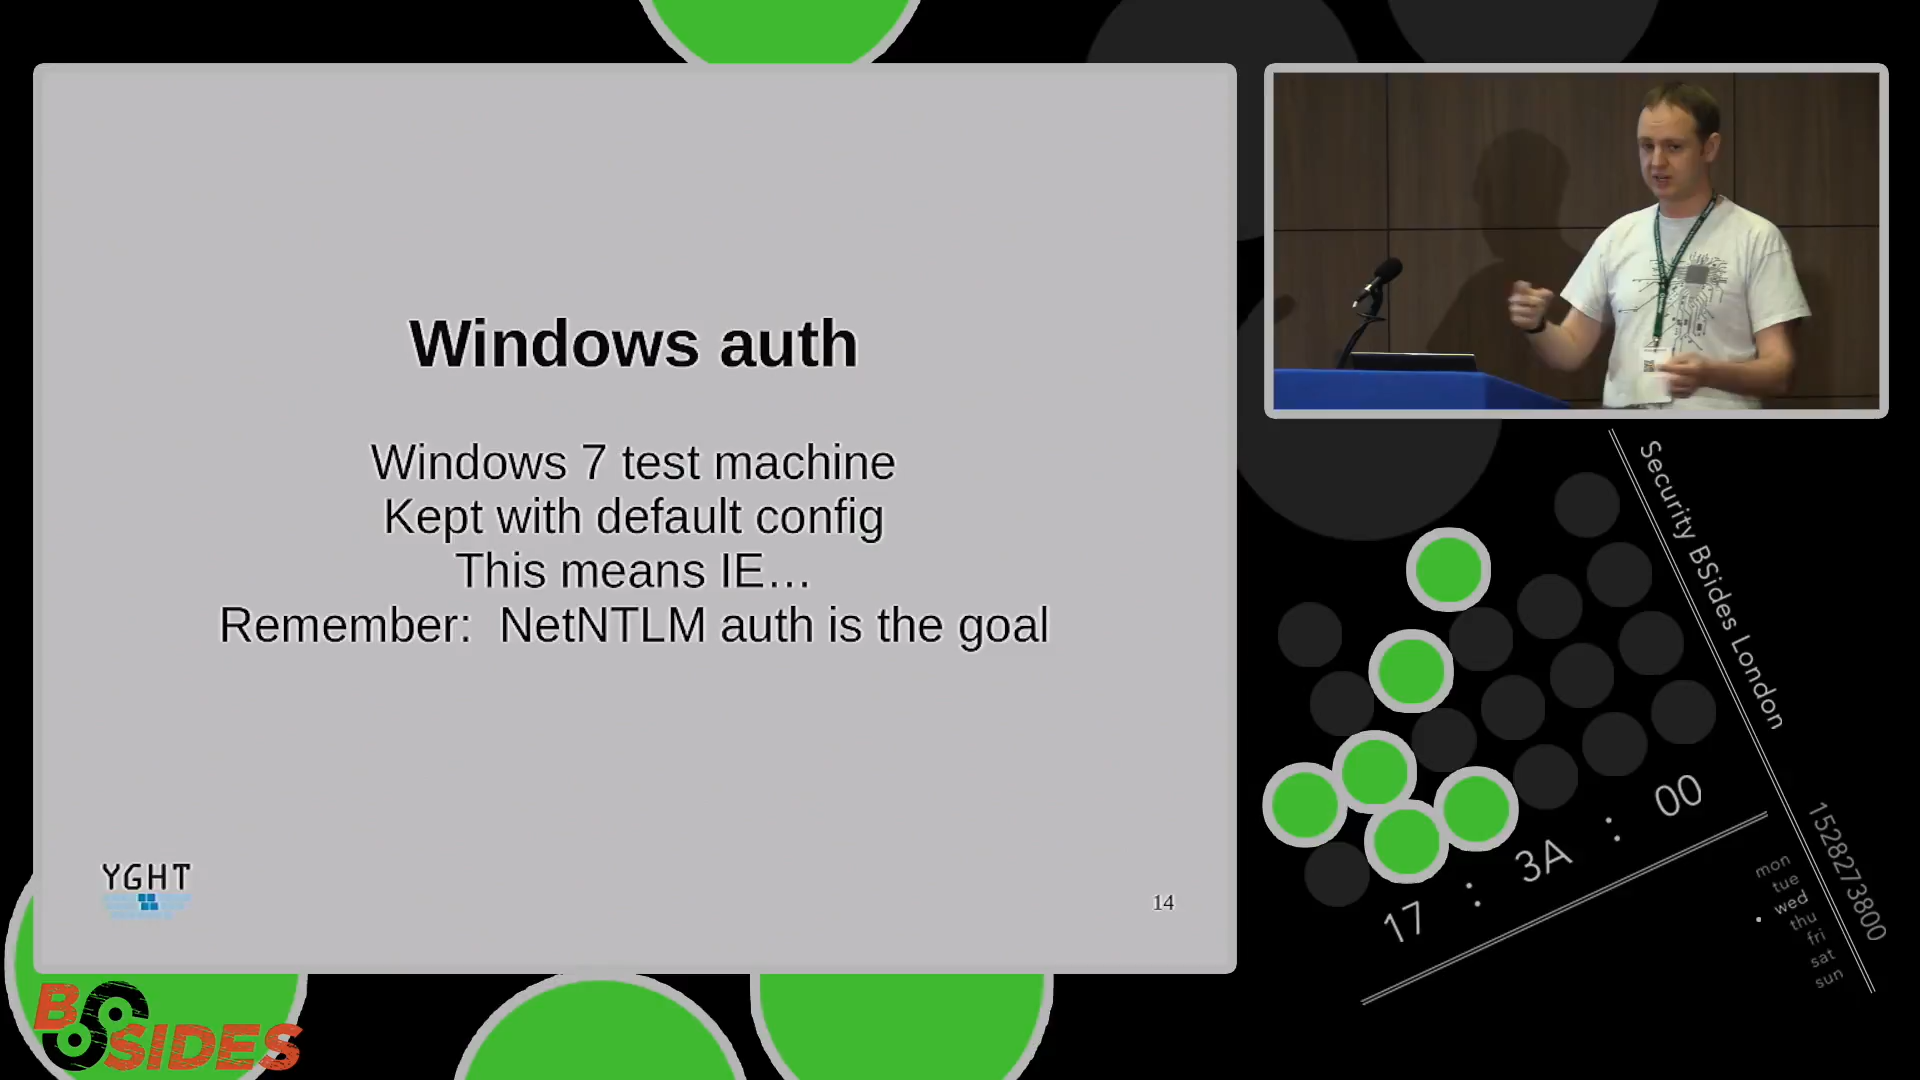 Windows auth
Windows 7 test machine
Kept with default config
This means IE…
Remember: NetNTLM auth is the goal
YGHT
14
Security BSides London
17 : 3A : 00
1528273800
mon
tue
wed
thu
fri
sat
sun
BSIDES